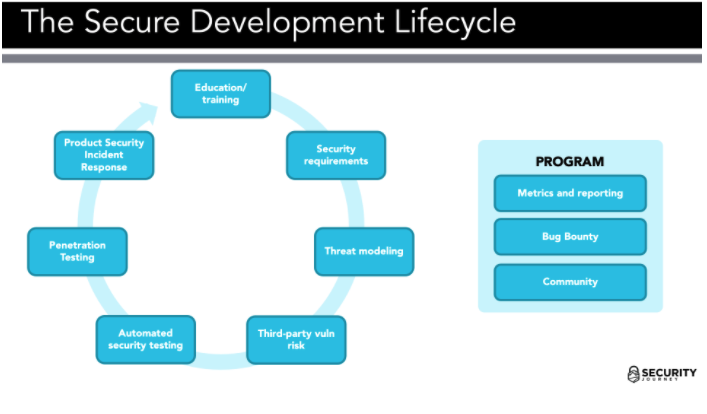 The Secure Development Lifecycle
Education/
training
Security
requirements
Threat modeling
Third-party vuln
risk
Automated
security testing
Penetration
Testing
Product Security
Incident
Response
PROGRAM
Metrics and reporting
Bug Bounty
Community
SECURITY
JOURNEY